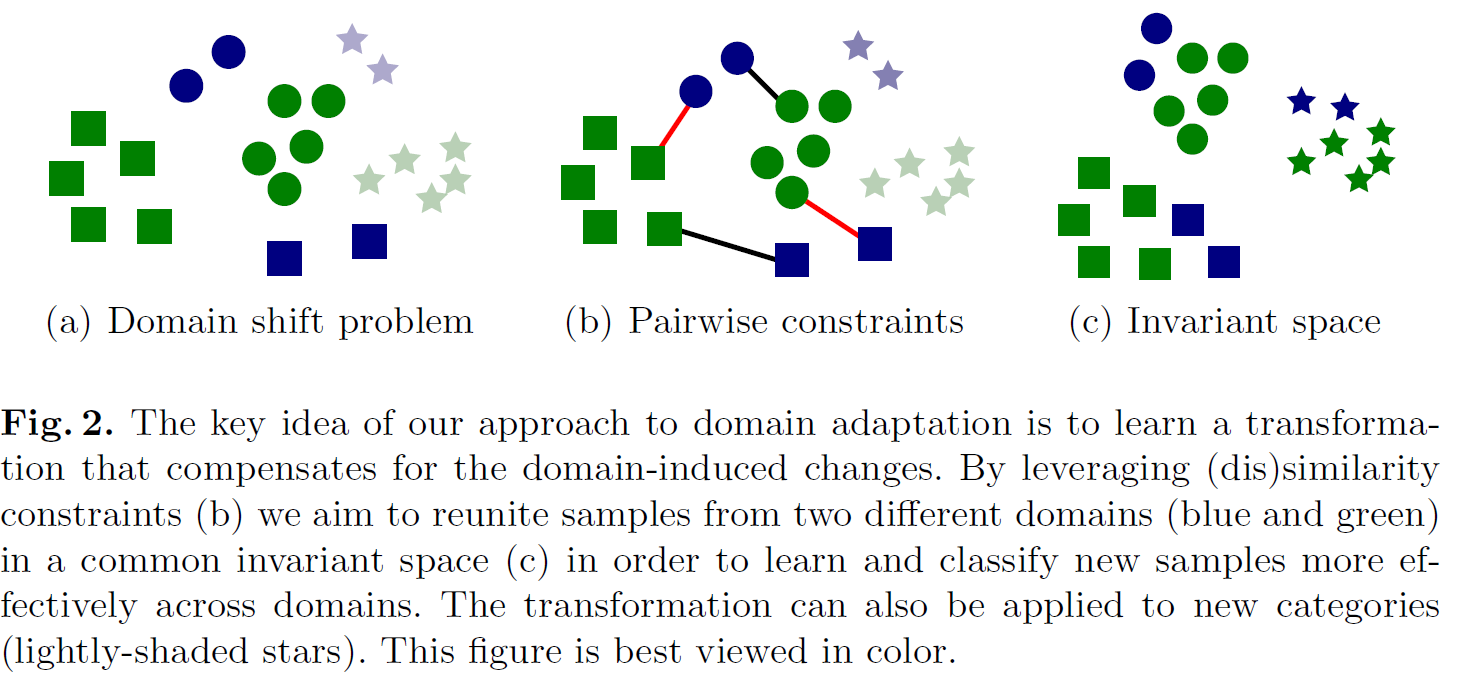 (a) Domain shift problem
(b) Pairwise constraints
(c) Invariant space
Fig. 2. The key idea of our approach to domain adaptation is to learn a transforma-
tion that compensates for the domain-induced changes. By leveraging (dis)similarity
constraints (b) we aim to reunite samples from two different domains (blue and green)
in a common invariant space (c) in order to learn and classify new samples more ef-
fectively across domains. The transformation can also be applied to new categories
(lightly-shaded stars). This figure is best viewed in color.